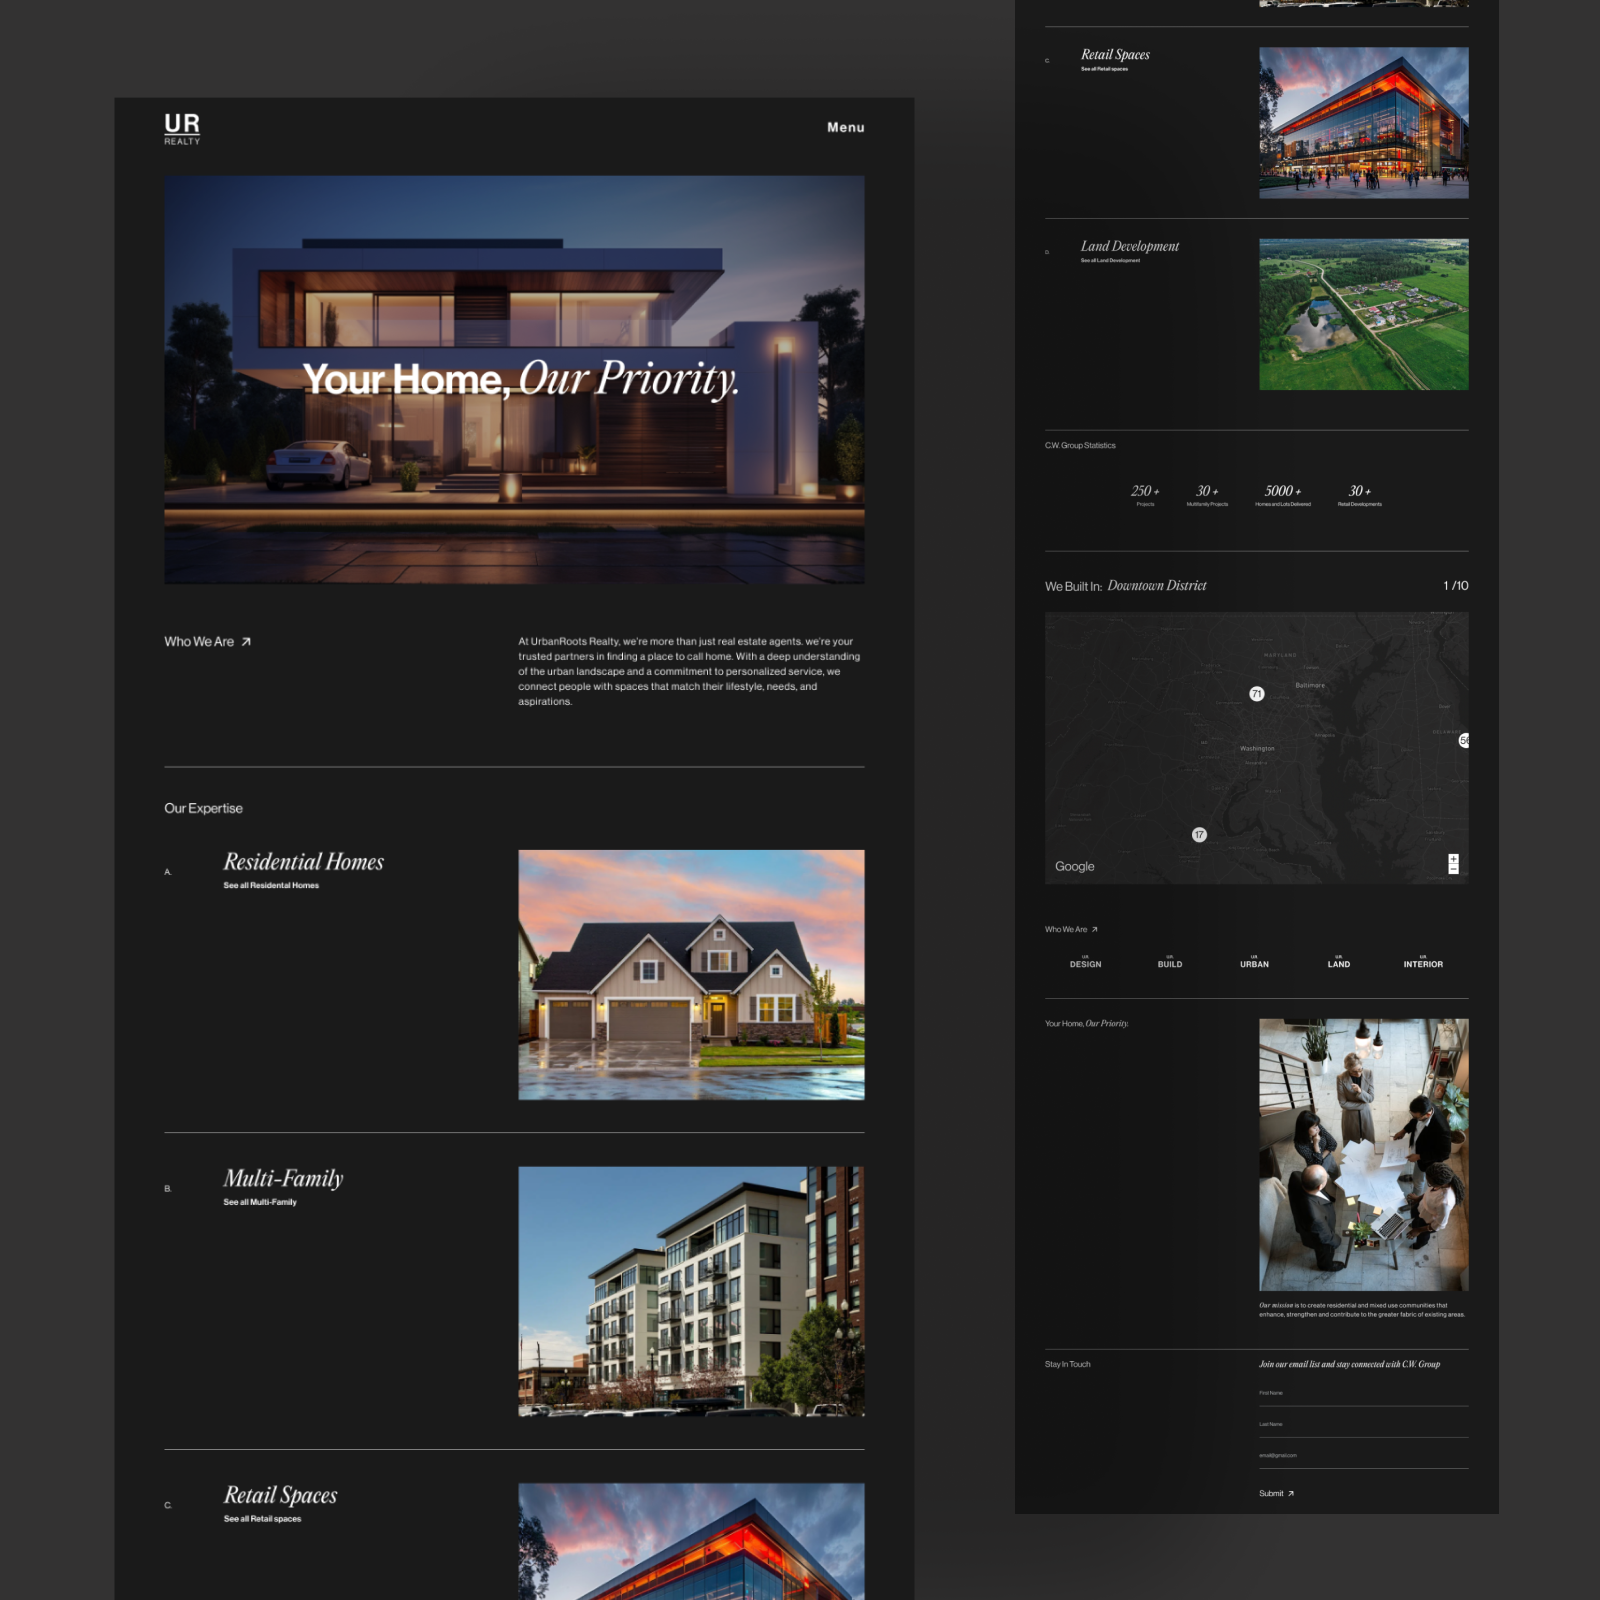 UR
REALTY
Menu
Your Home, Our Priority.
Who We Are
At UrbanRoots Realty, we're more than just real estate agents. we're your
trusted partners in finding a place to call home. With a deep understanding
of the urban landscape and a commitment to personalized service, we
connect people with spaces that match their lifestyle, needs, and
aspirations.
Our Expertise
A.
Residential Homes
See all Residental Homes
B.
Multi-Family
See all Multi-Family
C.
Retail Spaces
See all Retail spaces
C.
Retail Spaces
See all Retail spaces
D.
Land Development
See all Land Development
C.W. Group Statistics
250 +
Projects
30 +
Multifamily Projects
5000 +
Homes and Lots Delivered
30 +
Retail Developments
We Built In: Downtown District
1 /10
MARYLAND
Baltimore
71
DELAWARE
56
Washington
17
Google
+
−
Who We Are
UR
DESIGN
UR
BUILD
UR
URBAN
UR
LAND
UR
INTERIOR
Your Home, Our Priority.
Our mission is to create residential and mixed use communities that
enhance, strengthen and contribute to the greater fabric of existing areas.
Stay In Touch
Join our email list and stay connected with C.W. Group
First Name
Last Name
email@gmail.com
Submit